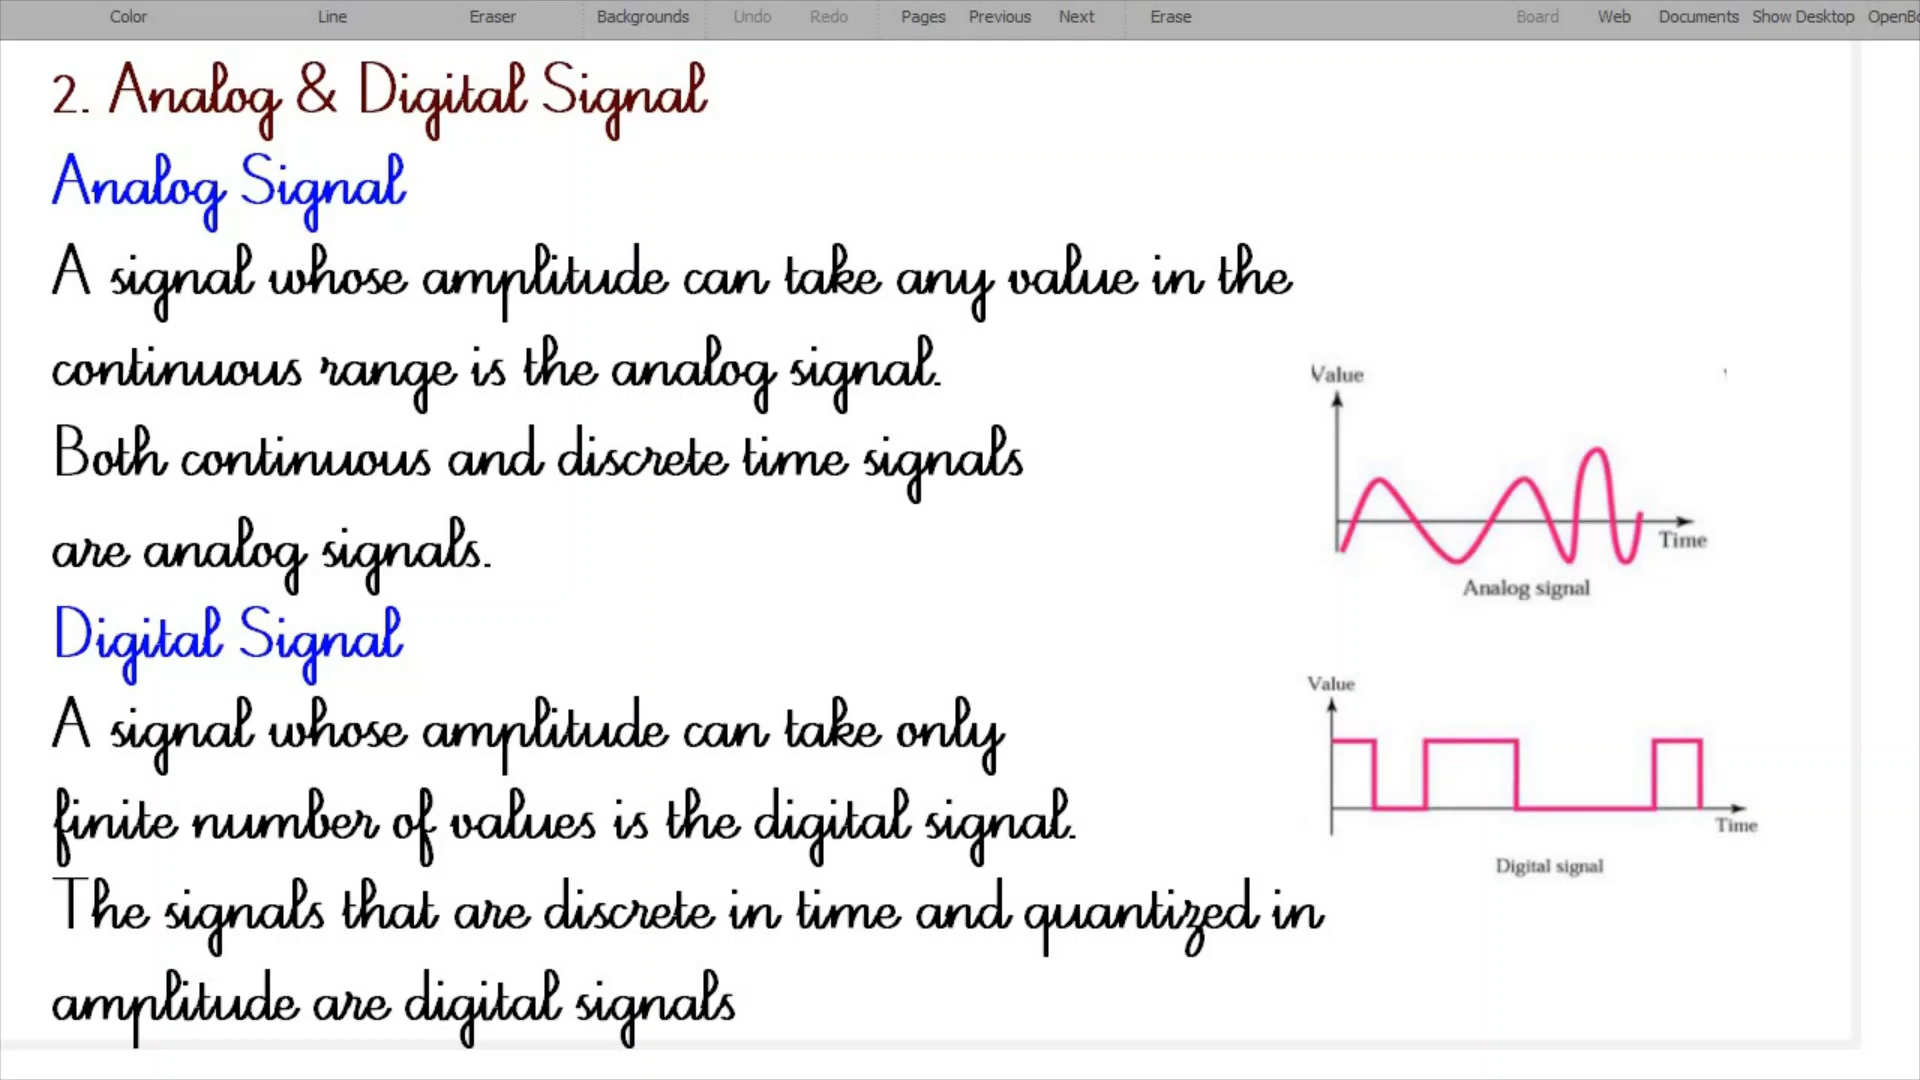 Color Line Eraser Backgrounds Undo Redo Pages Previous Next Erase Board Web Documents Show Desktop
2. Analog & Digital Signal
Analog Signal
A signal whose amplitude can take any value in the
continuous range is the analog signal.
Both continuous and discrete time signals
are analog signals.
Digital Signal
A signal whose amplitude can take only
finite number of values is the digital signal.
The signals that are discrete in time and quantized in
amplitude are digital signals
Value
Time
Analog signal
Value
Time
Digital signal